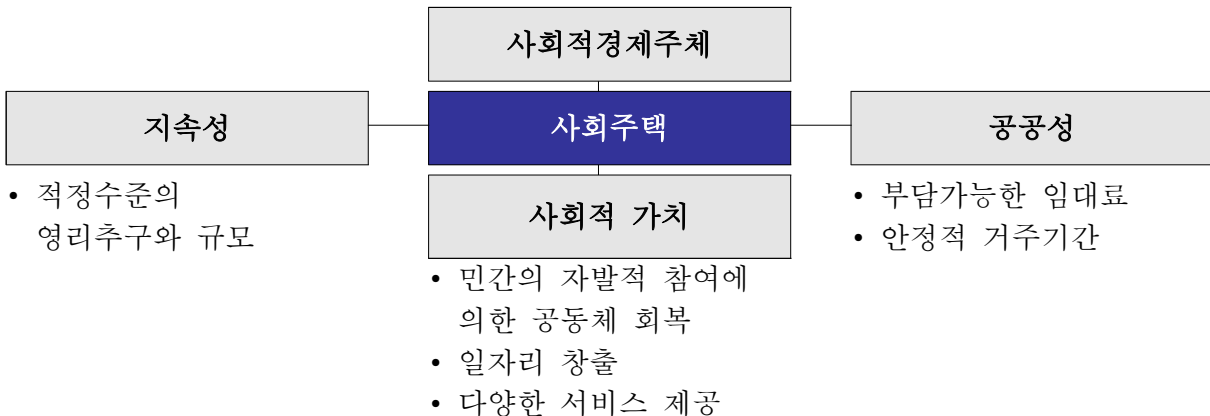 사회적경제주체
지속성
사회주택
공공성
• 적정수준의
영리추구와 규모
사회적 가치
• 부담가능한 임대료
• 안정적 거주기간
• 민간의 자발적 참여에
의한 공동체 회복
• 일자리 창출
• 다양한 서비스 제공